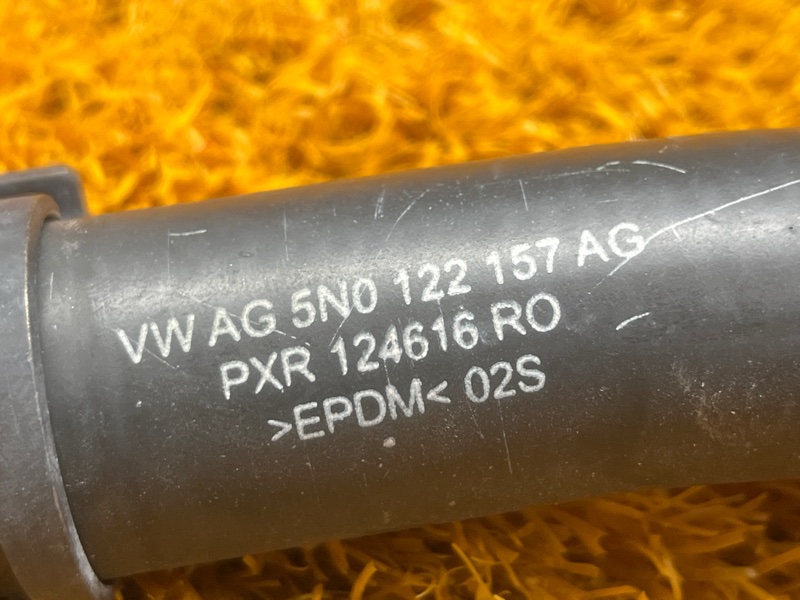 VW AG 5N0 122 157 AG
PXR 124616 RO
>EPDM< 02S